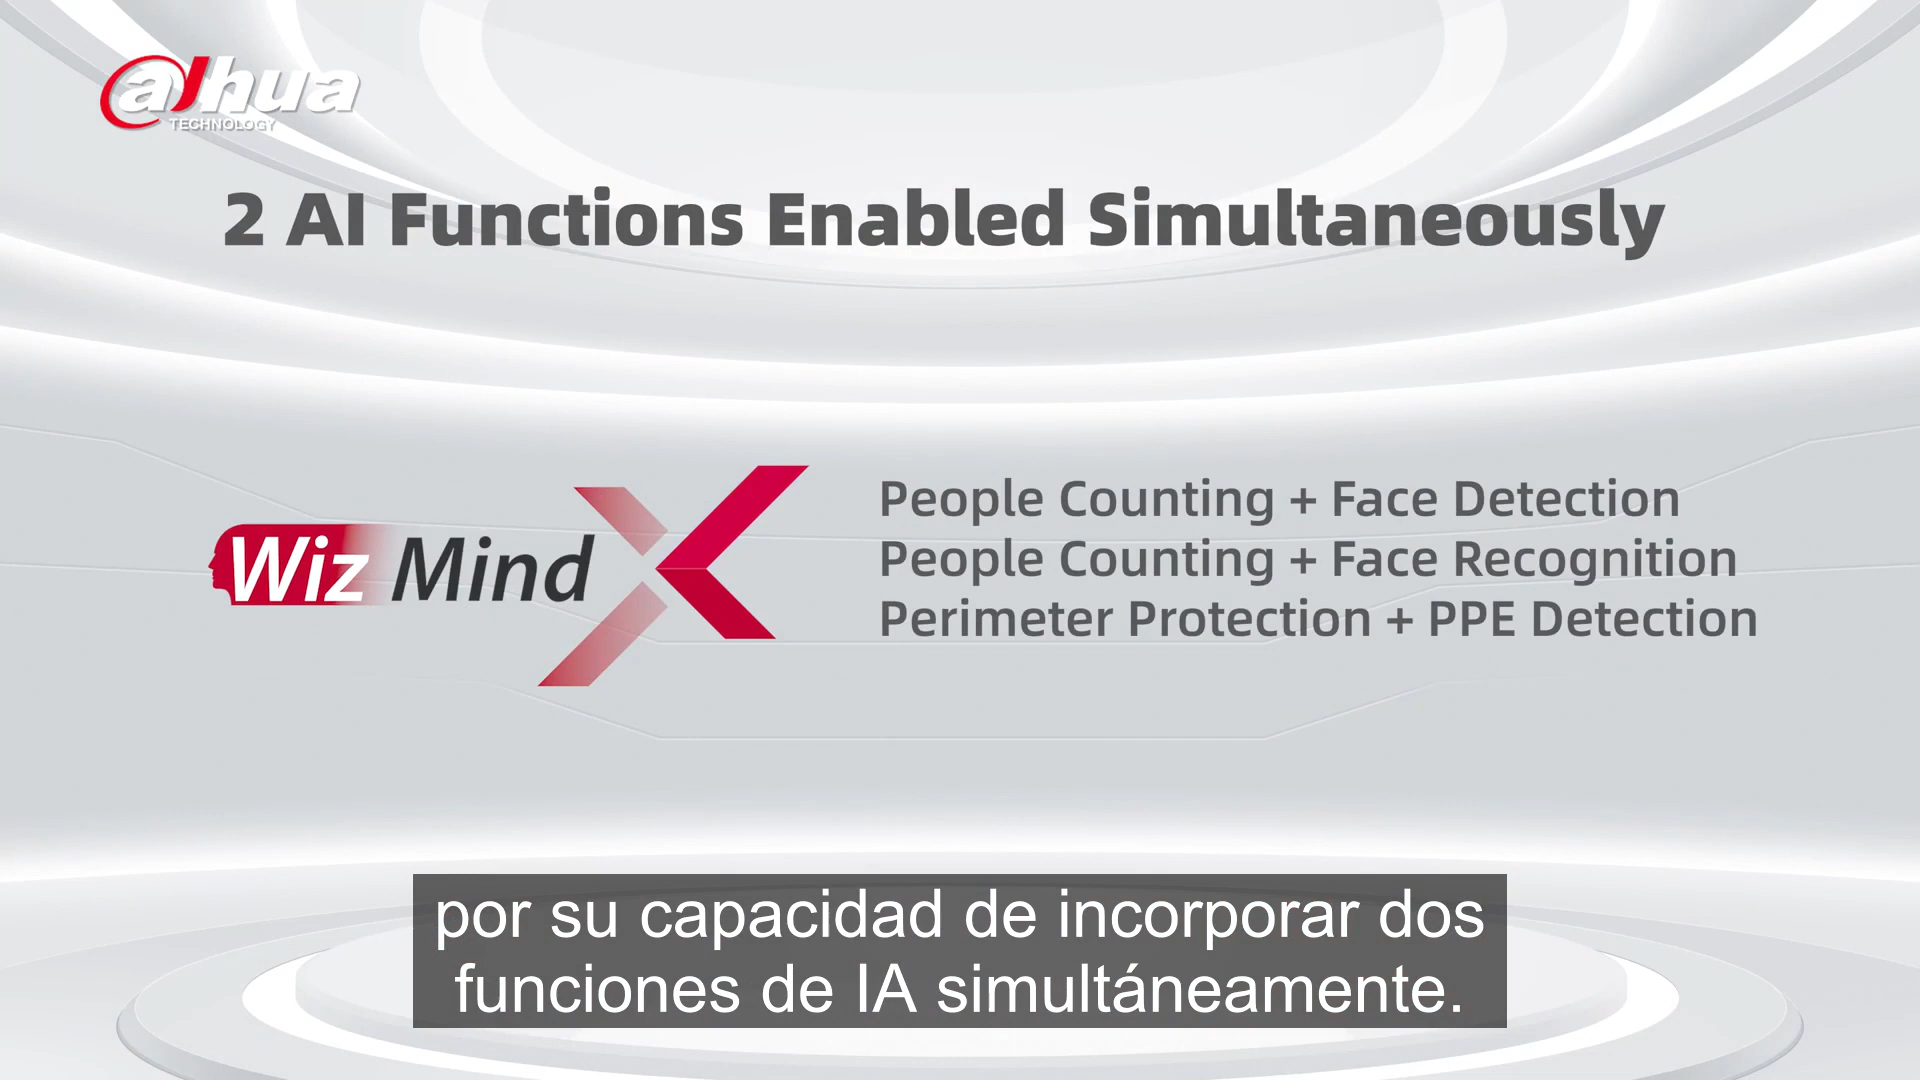 alhua
TECHNOLOGY
2 AI Functions Enabled Simultaneously
Wiz Mind X
People Counting + Face Detection
People Counting + Face Recognition
Perimeter Protection + PPE Detection
por su capacidad de incorporar dos
funciones de IA simultáneamente.